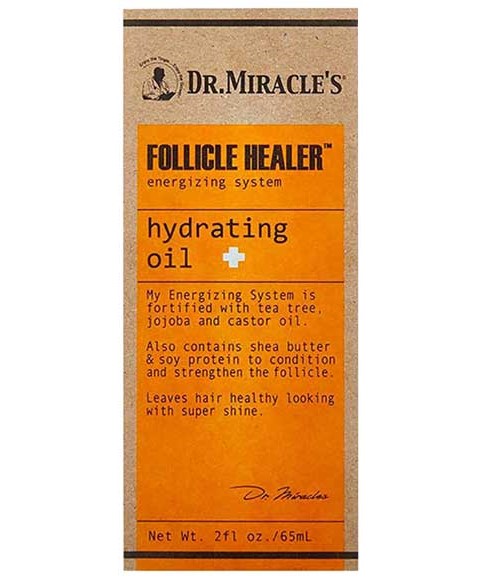 DR.MIRACLE'S®
FOLLICLE HEALER™
energizing system
hydrating
oil
My Energizing System is
fortified with tea tree,
jojoba and castor oil.
Also contains shea butter
& soy protein to condition
and strengthen the follicle.
Leaves hair healthy looking
with super shine.
Dr. Miracles
Net Wt. 2fl oz./65mL